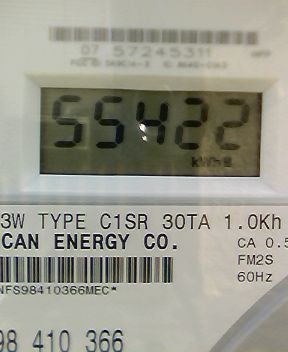 07 57245311
55422
kWh
3W TYPE C1SR 30TA 1.0Kh
CAN ENERGY CO.
CA 0.5
FM2S
60Hz
NFS98410366MEC*
98 410 366